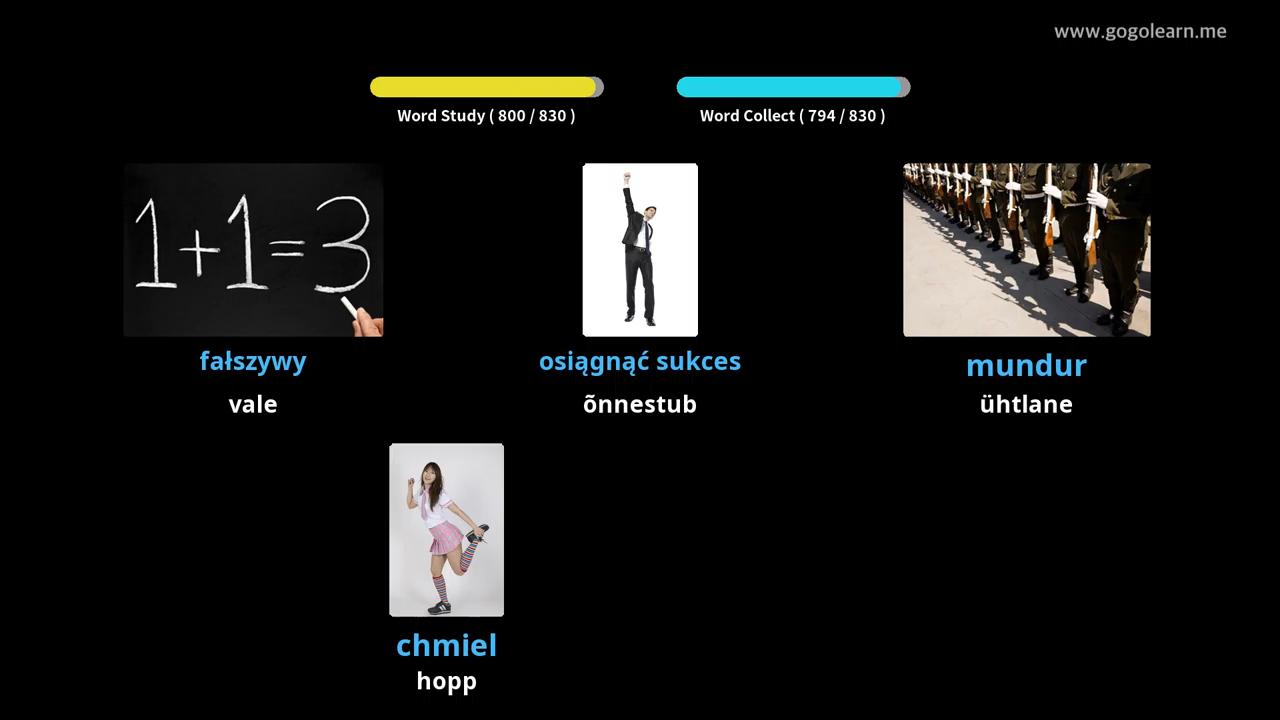 www.gogolearn.me
Word Study ( 800 / 830 )
Word Collect ( 794 / 830 )
1+1=3
fałszywy
osiągnąć sukces
mundur
vale
õnnestub
ühtlane
chmiel
hopp